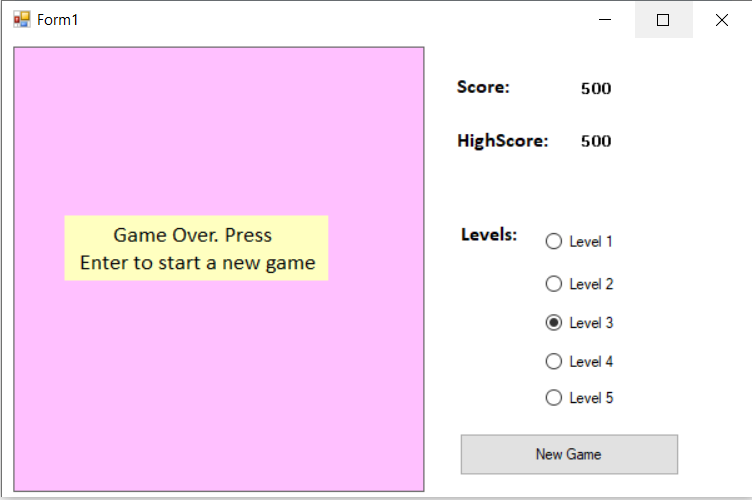 Form1
Score: 500
HighScore: 500
Game Over. Press
Enter to start a new game
Levels:
Level 1
Level 2
Level 3
Level 4
Level 5
New Game